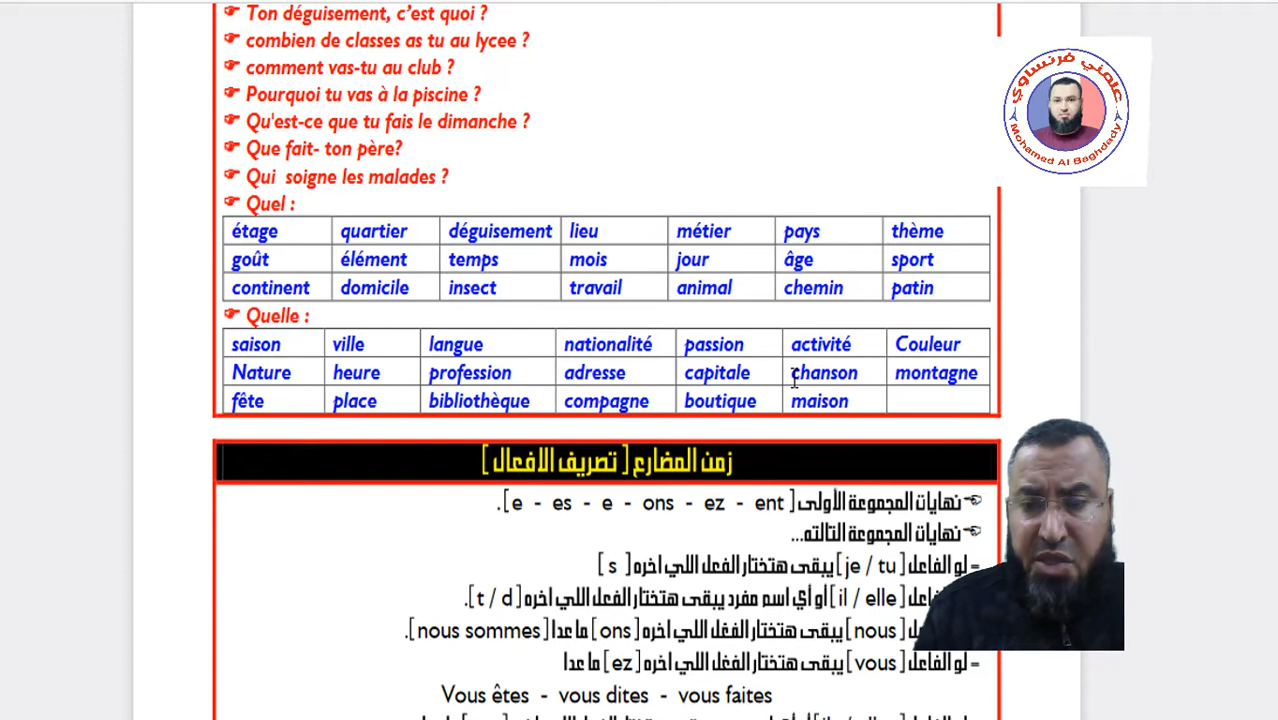 Ton déguisement, c’est quoi ?
combien de classes as tu au lycee ?
comment vas-tu au club ?
Pourquoi tu vas à la piscine ?
Qu'est-ce que tu fais le dimanche ?
Que fait- ton père?
Qui soigne les malades ?
Quel :
étage quartier déguisement lieu métier pays thème
goût élément temps mois jour âge sport
continent domicile insect travail animal chemin patin
Quelle :
saison ville langue nationalité passion activité Couleur
Nature heure profession adresse capitale chanson montagne
fête place bibliothèque compagne boutique maison
علمني فرنساوي
Mohamed Al Baghdady
زمن المضارع [ تصريف الافعال ]
نهايات المجموعة الأولى [ e - es - e - ons - ez - ent ].
نهايات المجموعة التالته...
= لو الفاعل [ je / tu ] يبقى هتختار الفعل اللي اخره [ s ]
[ il / elle ] أو أي اسم مفرد يبقى هتختار الفعل اللي اخره [ t / d ].
[ nous ] يبقى هتختار الفعل اللي اخره [ ons ] ما عدا [ nous sommes ].
= لو الفاعل [ vous ] يبقى هتختار الفعل اللي اخره [ ez ] ما عدا
Vous êtes - vous dites - vous faites